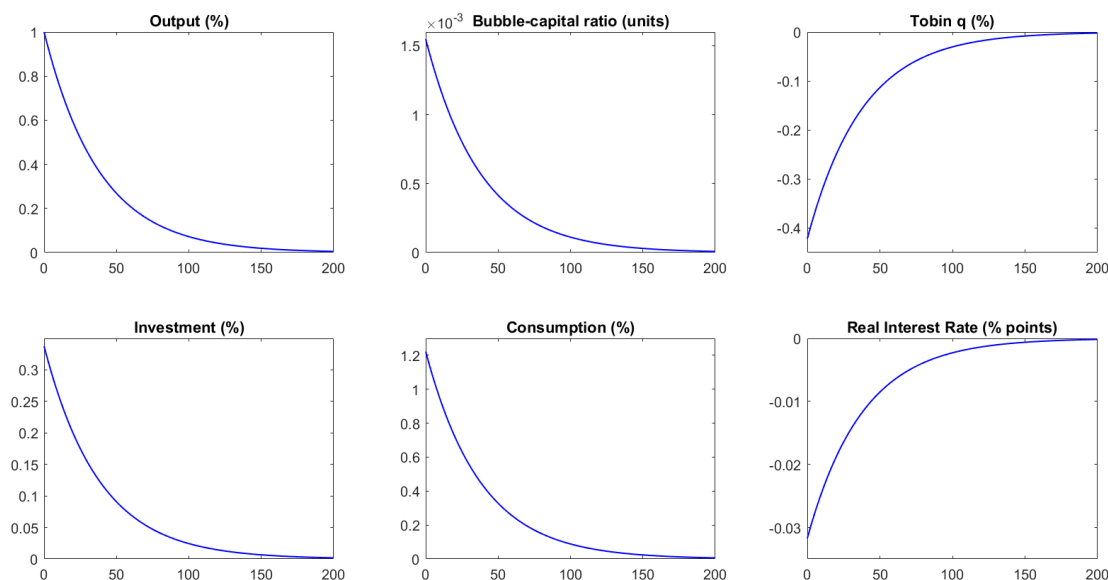 Output (%)
1
0.8
0.6
0.4
0.2
0
0 50 100 150 200
×10^-3
Bubble-capital ratio (units)
1.5
1
0.5
0
0 50 100 150 200
Tobin q (%)
0
-0.1
-0.2
-0.3
-0.4
0 50 100 150 200
Investment (%)
0.3
0.25
0.2
0.15
0.1
0.05
0
0 50 100 150 200
Consumption (%)
1.2
1
0.8
0.6
0.4
0.2
0
0 50 100 150 200
Real Interest Rate (% points)
0
-0.01
-0.02
-0.03
0 50 100 150 200